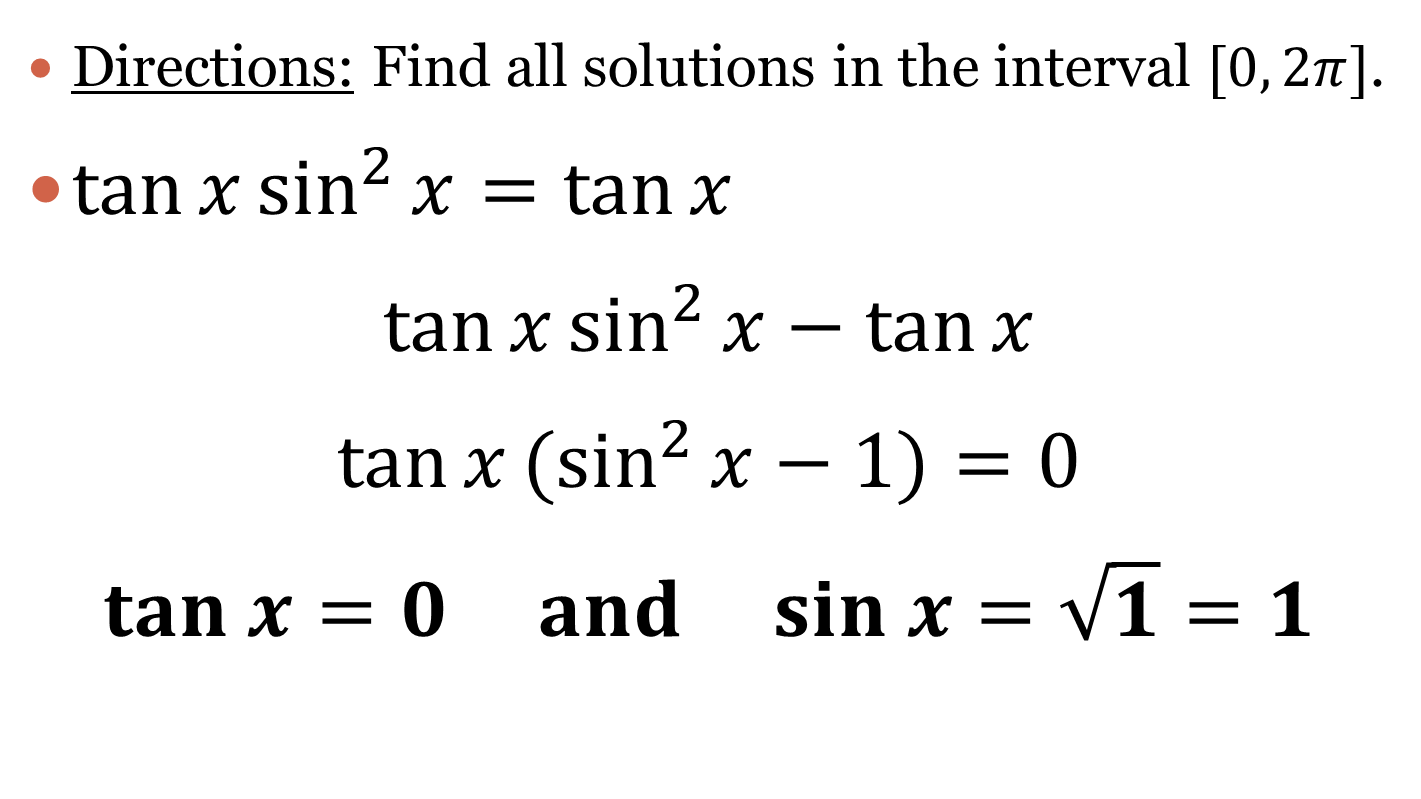 • Directions: Find all solutions in the interval [0, 2π].
• tan x sin² x = tan x
tan x sin² x − tan x
tan x (sin² x − 1) = 0
tan x = 0 and sin x = √1 = 1